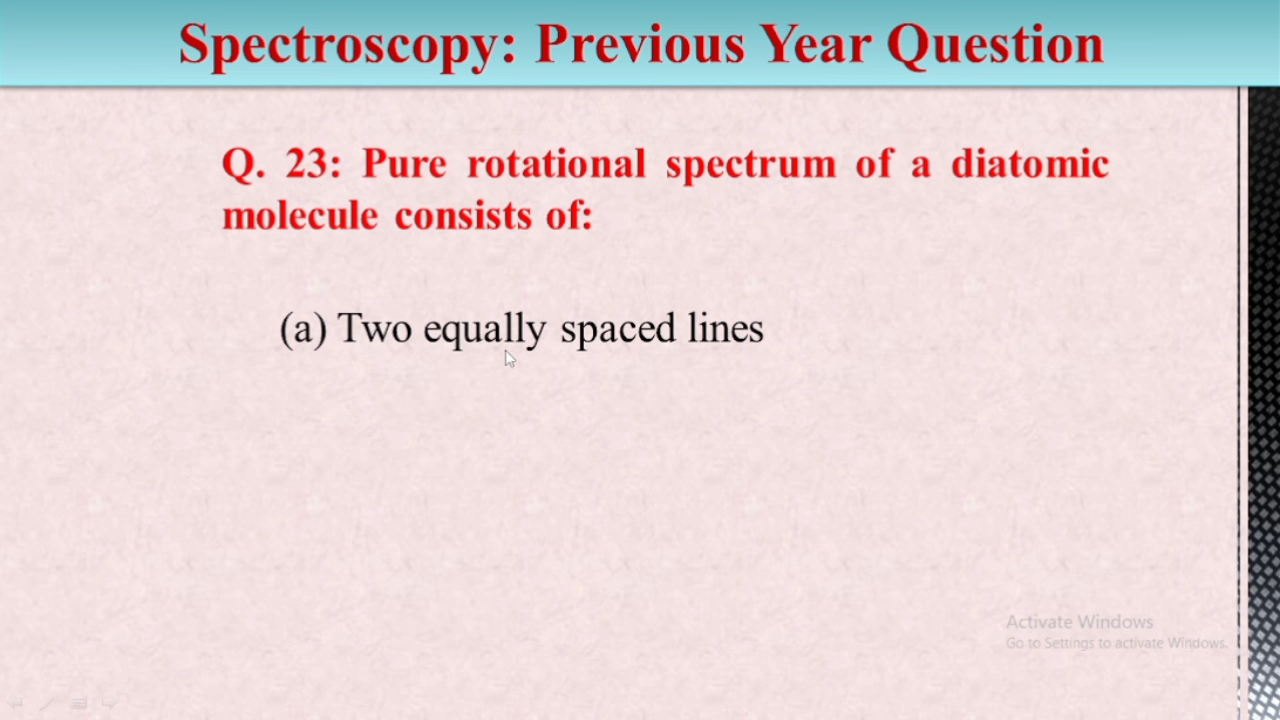 Spectroscopy: Previous Year Question
Q. 23: Pure rotational spectrum of a diatomic
molecule consists of:
(a) Two equally spaced lines
Activate Windows
Go to Settings to activate Windows.